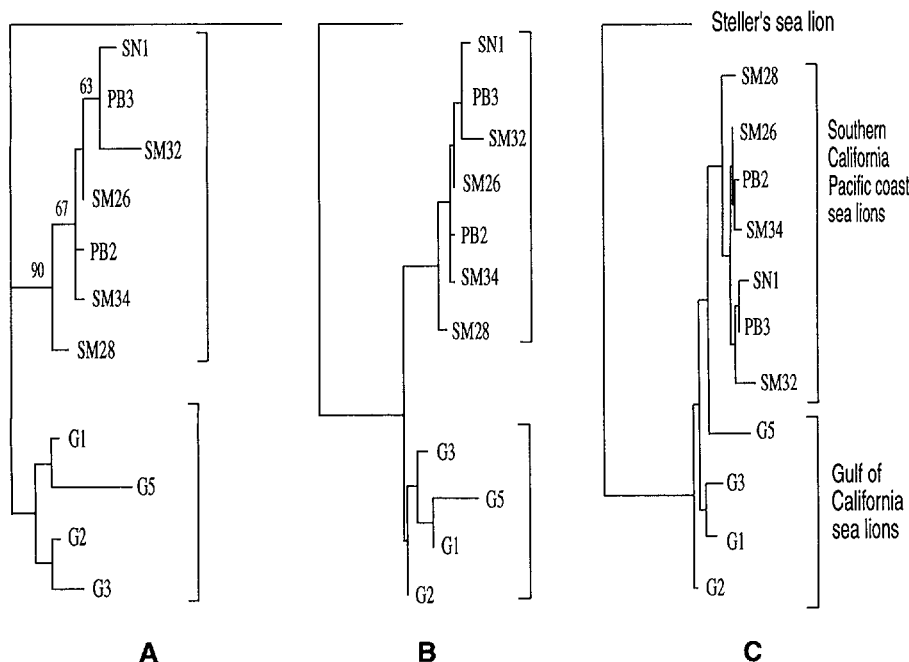 Steller's sea lion
SN1
63
PB3
SM32
SM26
67
PB2
90
SM34
SM28
G1
G5
G2
G3
A
SN1
PB3
SM32
SM26
PB2
SM34
SM28
G3
G5
G1
G2
B
SM28
SM26
PB2
SM34
SN1
PB3
SM32
G5
G3
G1
G2
C
Southern
California
Pacific coast
sea lions
Gulf of
California
sea lions